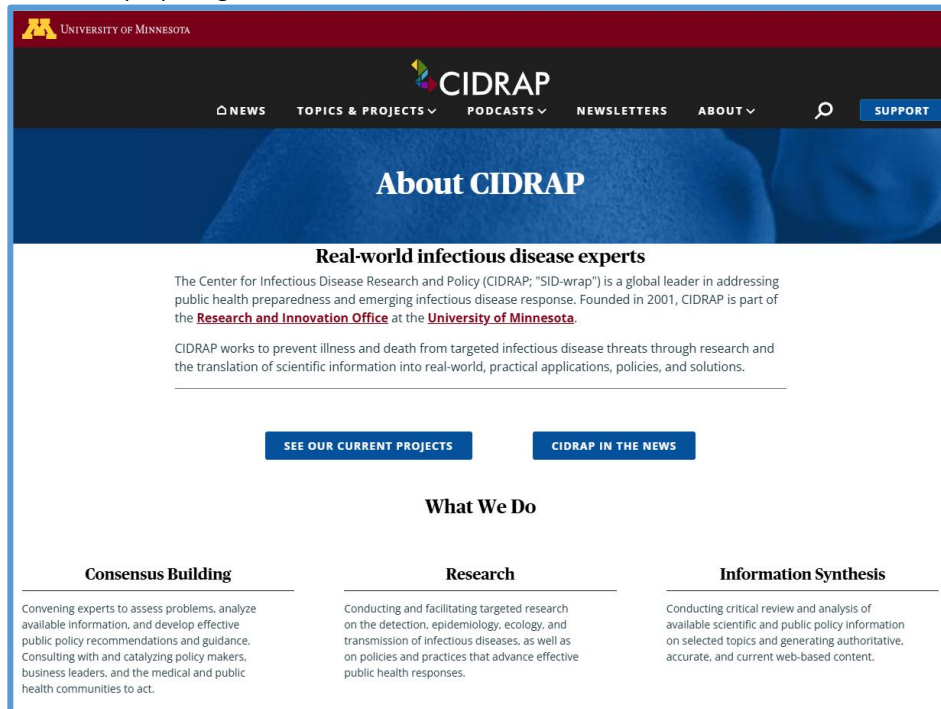 UNIVERSITY OF MINNESOTA
CIDRAP
NEWS TOPICS & PROJECTS PODCASTS NEWSLETTERS ABOUT SUPPORT
About CIDRAP
Real-world infectious disease experts
The Center for Infectious Disease Research and Policy (CIDRAP; "SID-wrap") is a global leader in addressing
public health preparedness and emerging infectious disease response. Founded in 2001, CIDRAP is part of
the Research and Innovation Office at the University of Minnesota.
CIDRAP works to prevent illness and death from targeted infectious disease threats through research and
the translation of scientific information into real-world, practical applications, policies, and solutions.
SEE OUR CURRENT PROJECTS
CIDRAP IN THE NEWS
What We Do
Consensus Building
Convening experts to assess problems, analyze
available information, and develop effective
public policy recommendations and guidance.
Consulting with and catalyzing policy makers,
business leaders, and the medical and public
health communities to act.
Research
Conducting and facilitating targeted research
on the detection, epidemiology, ecology, and
transmission of infectious diseases, as well as
on policies and practices that advance effective
public health responses.
Information Synthesis
Conducting critical review and analysis of
available scientific and public policy information
on selected topics and generating authoritative,
accurate, and current web-based content.